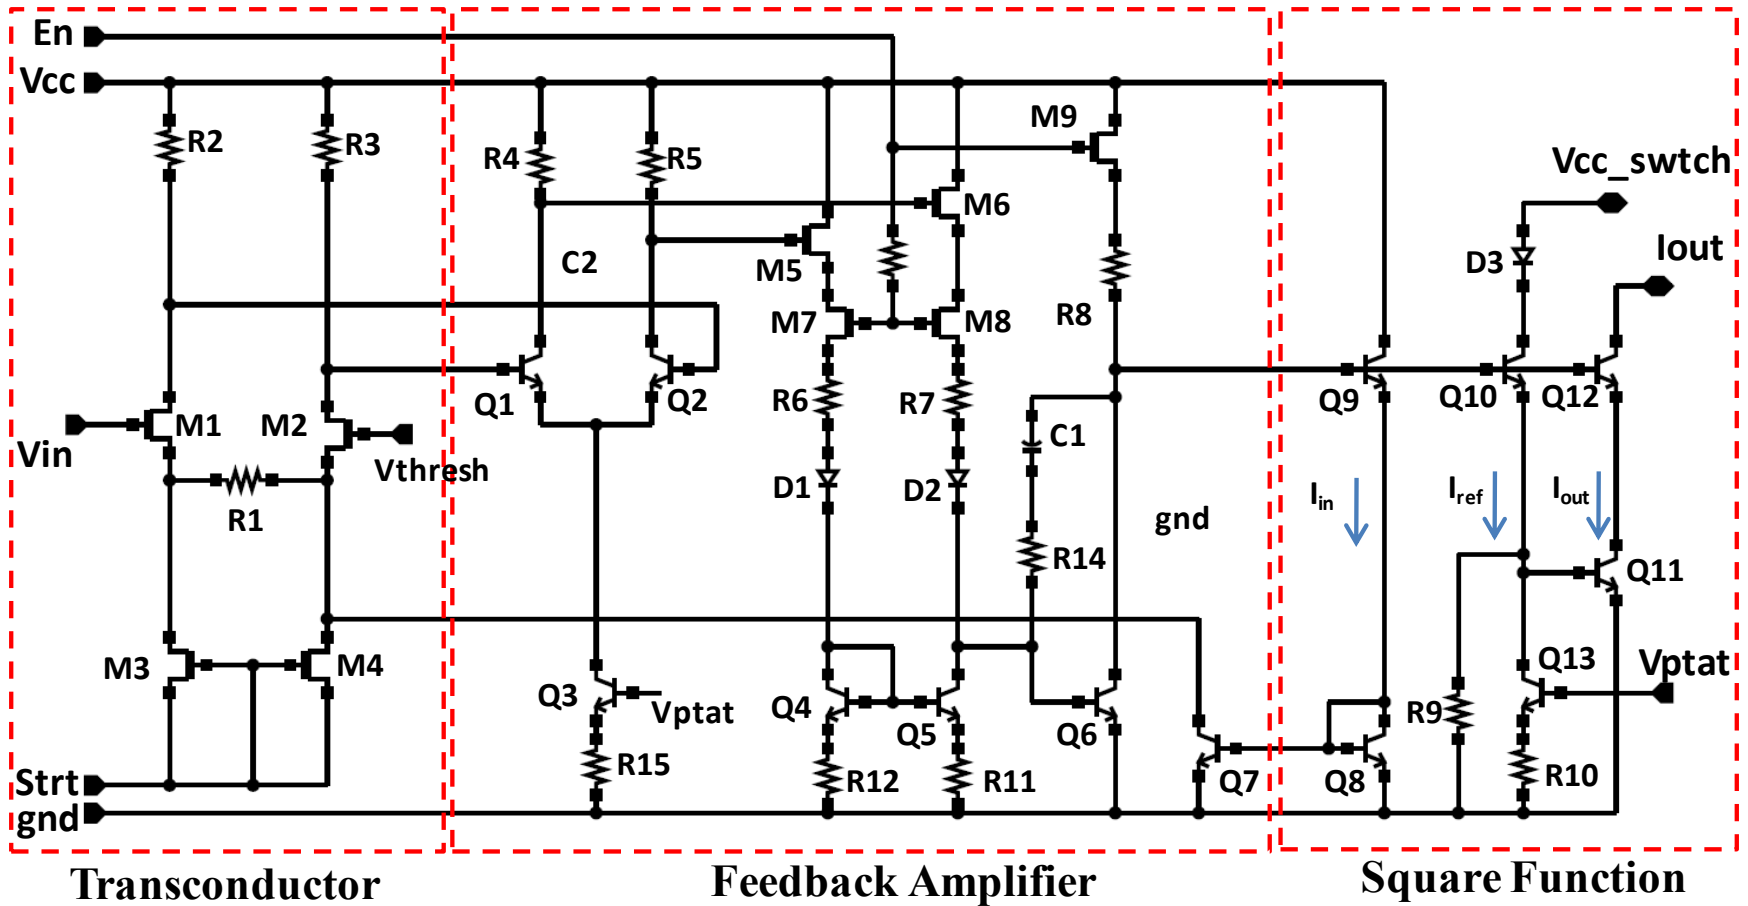 En
Vcc
R2
R3
R4
R5
M9
Vcc_swtch
M6
Iout
C2
M5
D3
M7
M8
R8
Q1
Q2
R6
R7
Q9
Q10
Q12
Vin
M1
M2
Vthresh
C1
R1
D1
D2
Iin
Iref
Iout
gnd
R14
Q11
M3
M4
Q3
Vptat
Q4
Q5
Q6
Q13
Vptat
R9
Strt
R15
R12
R11
Q7
Q8
R10
gnd
Transconductor
Feedback Amplifier
Square Function